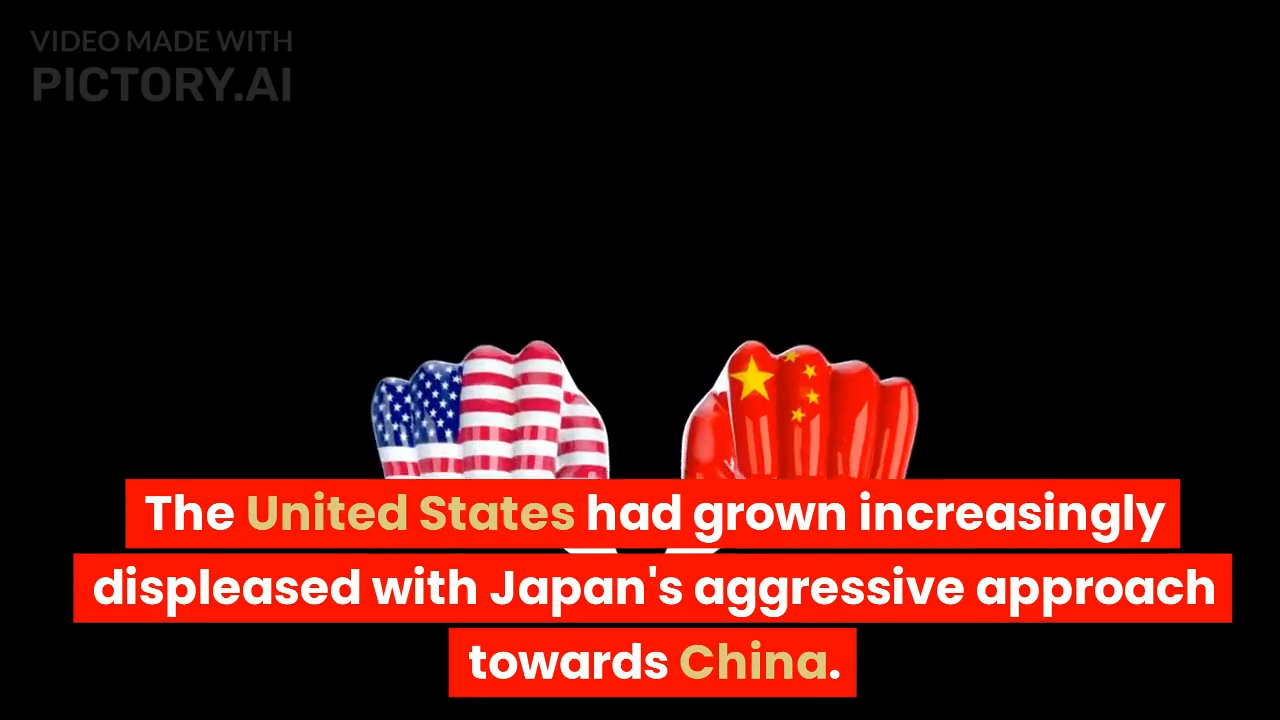 VIDEO MADE WITH
PICTORY.AI
The United States had grown increasingly
displeased with Japan's aggressive approach
towards China.